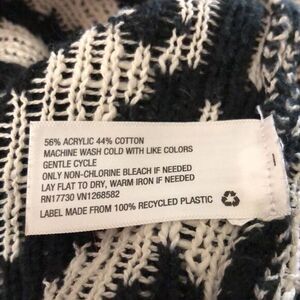 56% ACRYLIC 44% COTTON
MACHINE WASH COLD WITH LIKE COLORS
GENTLE CYCLE
ONLY NON-CHLORINE BLEACH IF NEEDED
LAY FLAT TO DRY, WARM IRON IF NEEDED
RN17730 VN1268582
LABEL MADE FROM 100% RECYCLED PLASTIC